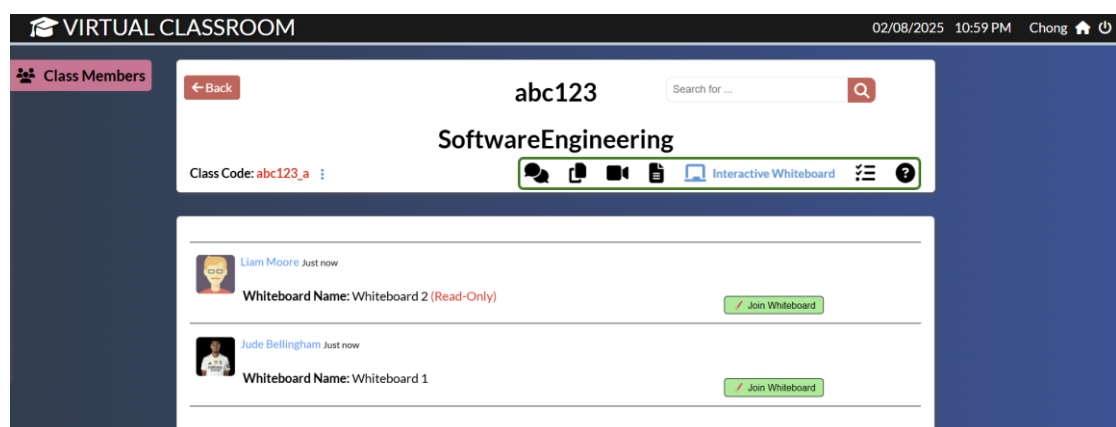 VIRTUAL CLASSROOM 02/08/2025 10:59 PM Chong
Class Members
Back
abc123
Search for ...
SoftwareEngineering
Class Code: abc123_a
Interactive Whiteboard
Liam Moore Just now
Whiteboard Name: Whiteboard 2 (Read-Only)
Join Whiteboard
Jude Bellingham Just now
Whiteboard Name: Whiteboard 1
Join Whiteboard